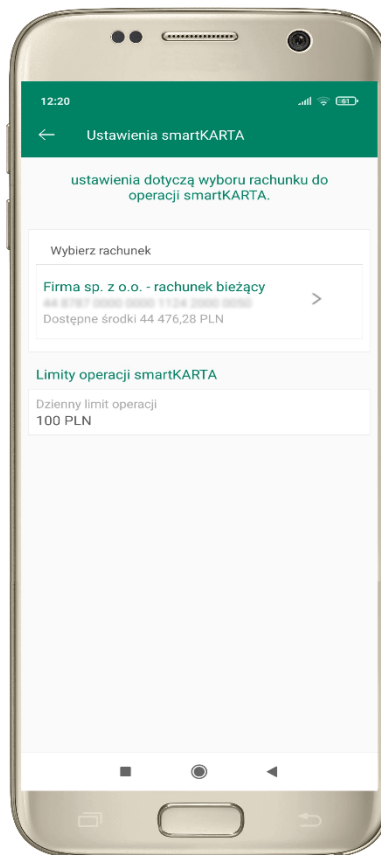 12:20
61
Ustawienia smartKARTA
ustawienia dotyczą wyboru rachunku do
operacji smartKARTA.
Wybierz rachunek
Firma sp. z o.o. - rachunek bieżący
Dostępne środki 44 476,28 PLN
Limity operacji smartKARTA
Dzienny limit operacji
100 PLN